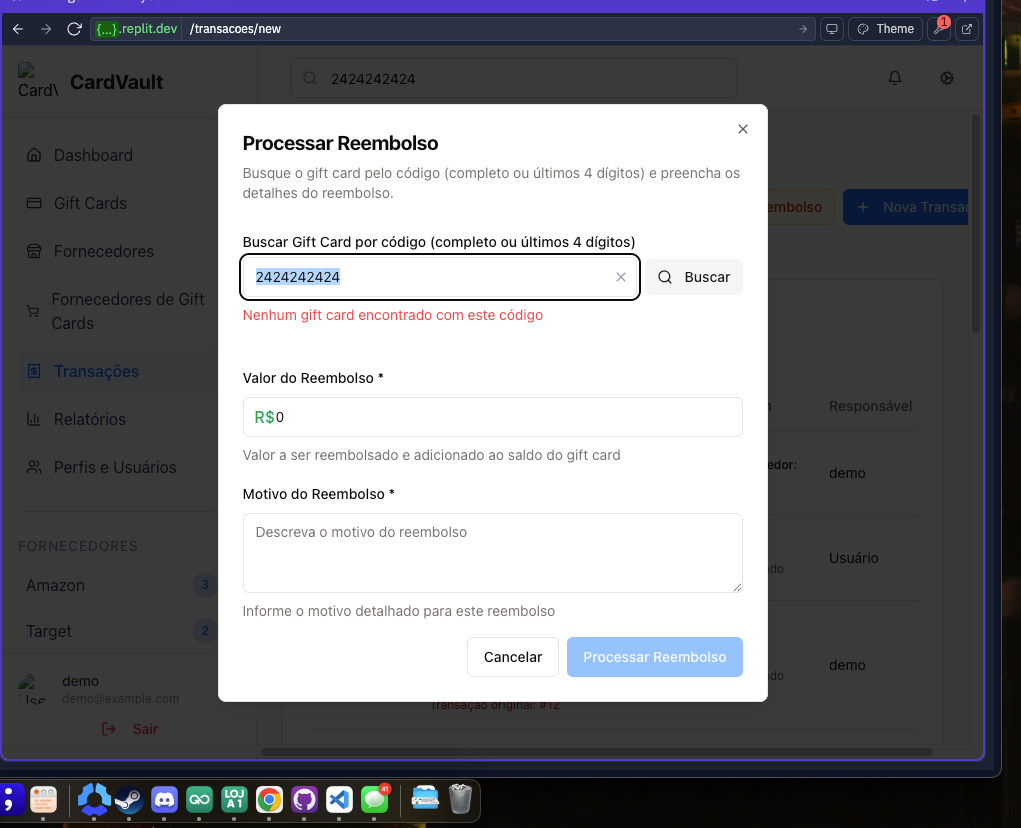 {...}.replit.dev /transacoes/new
Theme
1
Card\
CardVault
2424242424
Dashboard
Gift Cards
Fornecedores
Fornecedores de Gift
Cards
Transações
Relatórios
Perfis e Usuários
FORNECEDORES
Amazon 3
Target 2
demo
demo@example.com
Sair
Processar Reembolso
Busque o gift card pelo código (completo ou últimos 4 dígitos) e preencha os
detalhes do reembolso.
Buscar Gift Card por código (completo ou últimos 4 dígitos)
2424242424
Buscar
Nenhum gift card encontrado com este código
Valor do Reembolso *
R$0
Valor a ser reembolsado e adicionado ao saldo do gift card
Motivo do Reembolso *
Descreva o motivo do reembolso
Informe o motivo detalhado para este reembolso
Cancelar
Processar Reembolso
embolso
+ Nova Transaç
Responsável
edor:
demo
do
Usuário
demo
do
Transação original: #12
LOJ
A1
41